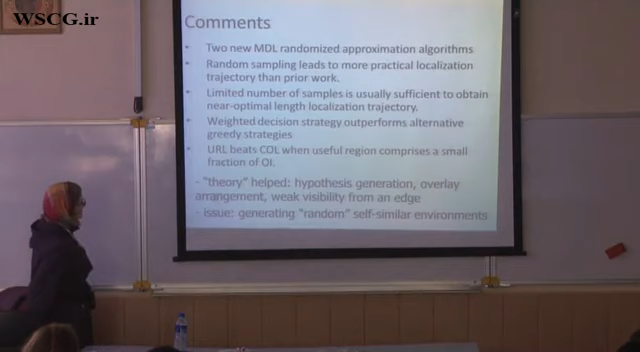 WSCG.ir
Comments
Two new MDL randomized approximation algorithms
Random sampling leads to more practical localization
trajectory than prior work.
Limited number of samples is usually sufficient to obtain
near-optimal length localization trajectory.
Weighted decision strategy outperforms alternative
greedy strategies
URL beats COL when useful region comprises a small
fraction of OI.
- "theory" helped: hypothesis generation, overlay
arrangement, weak visibility from an edge
- issue: generating "random" self-similar environments